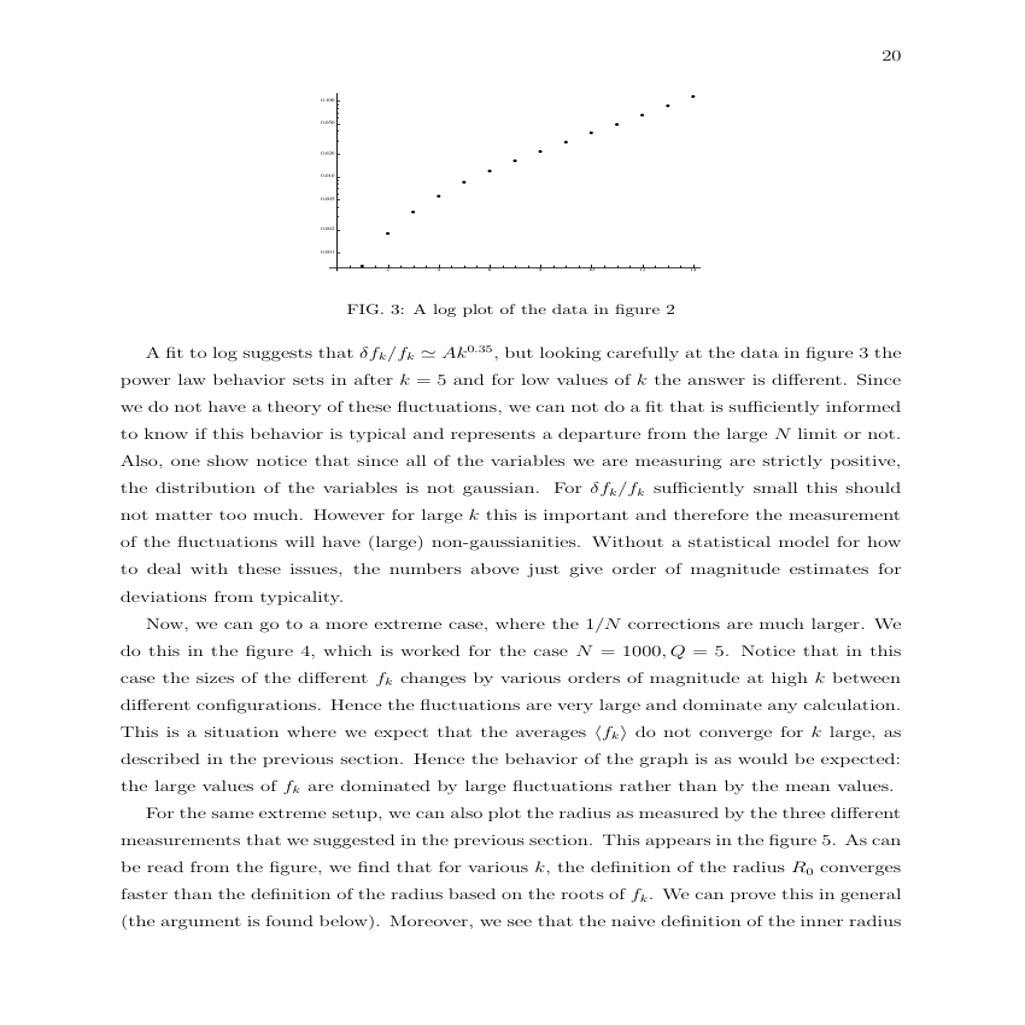 20
0.100
0.050
0.020
0.010
0.005
0.002
0.001
2 4 6 8 10 12 14
FIG. 3: A log plot of the data in figure 2
A fit to log suggests that δf_k/f_k ≃ Ak^{0.35}, but looking carefully at the data in figure 3 the
power law behavior sets in after k = 5 and for low values of k the answer is different. Since
we do not have a theory of these fluctuations, we can not do a fit that is sufficiently informed
to know if this behavior is typical and represents a departure from the large N limit or not.
Also, one show notice that since all of the variables we are measuring are strictly positive,
the distribution of the variables is not gaussian. For δf_k/f_k sufficiently small this should
not matter too much. However for large k this is important and therefore the measurement
of the fluctuations will have (large) non-gaussianities. Without a statistical model for how
to deal with these issues, the numbers above just give order of magnitude estimates for
deviations from typicality.
Now, we can go to a more extreme case, where the 1/N corrections are much larger. We
do this in the figure 4, which is worked for the case N = 1000, Q = 5. Notice that in this
case the sizes of the different f_k changes by various orders of magnitude at high k between
different configurations. Hence the fluctuations are very large and dominate any calculation.
This is a situation where we expect that the averages ⟨f_k⟩ do not converge for k large, as
described in the previous section. Hence the behavior of the graph is as would be expected:
the large values of f_k are dominated by large fluctuations rather than by the mean values.
For the same extreme setup, we can also plot the radius as measured by the three different
measurements that we suggested in the previous section. This appears in the figure 5. As can
be read from the figure, we find that for various k, the definition of the radius R_0 converges
faster than the definition of the radius based on the roots of f_k. We can prove this in general
(the argument is found below). Moreover, we see that the naive definition of the inner radius